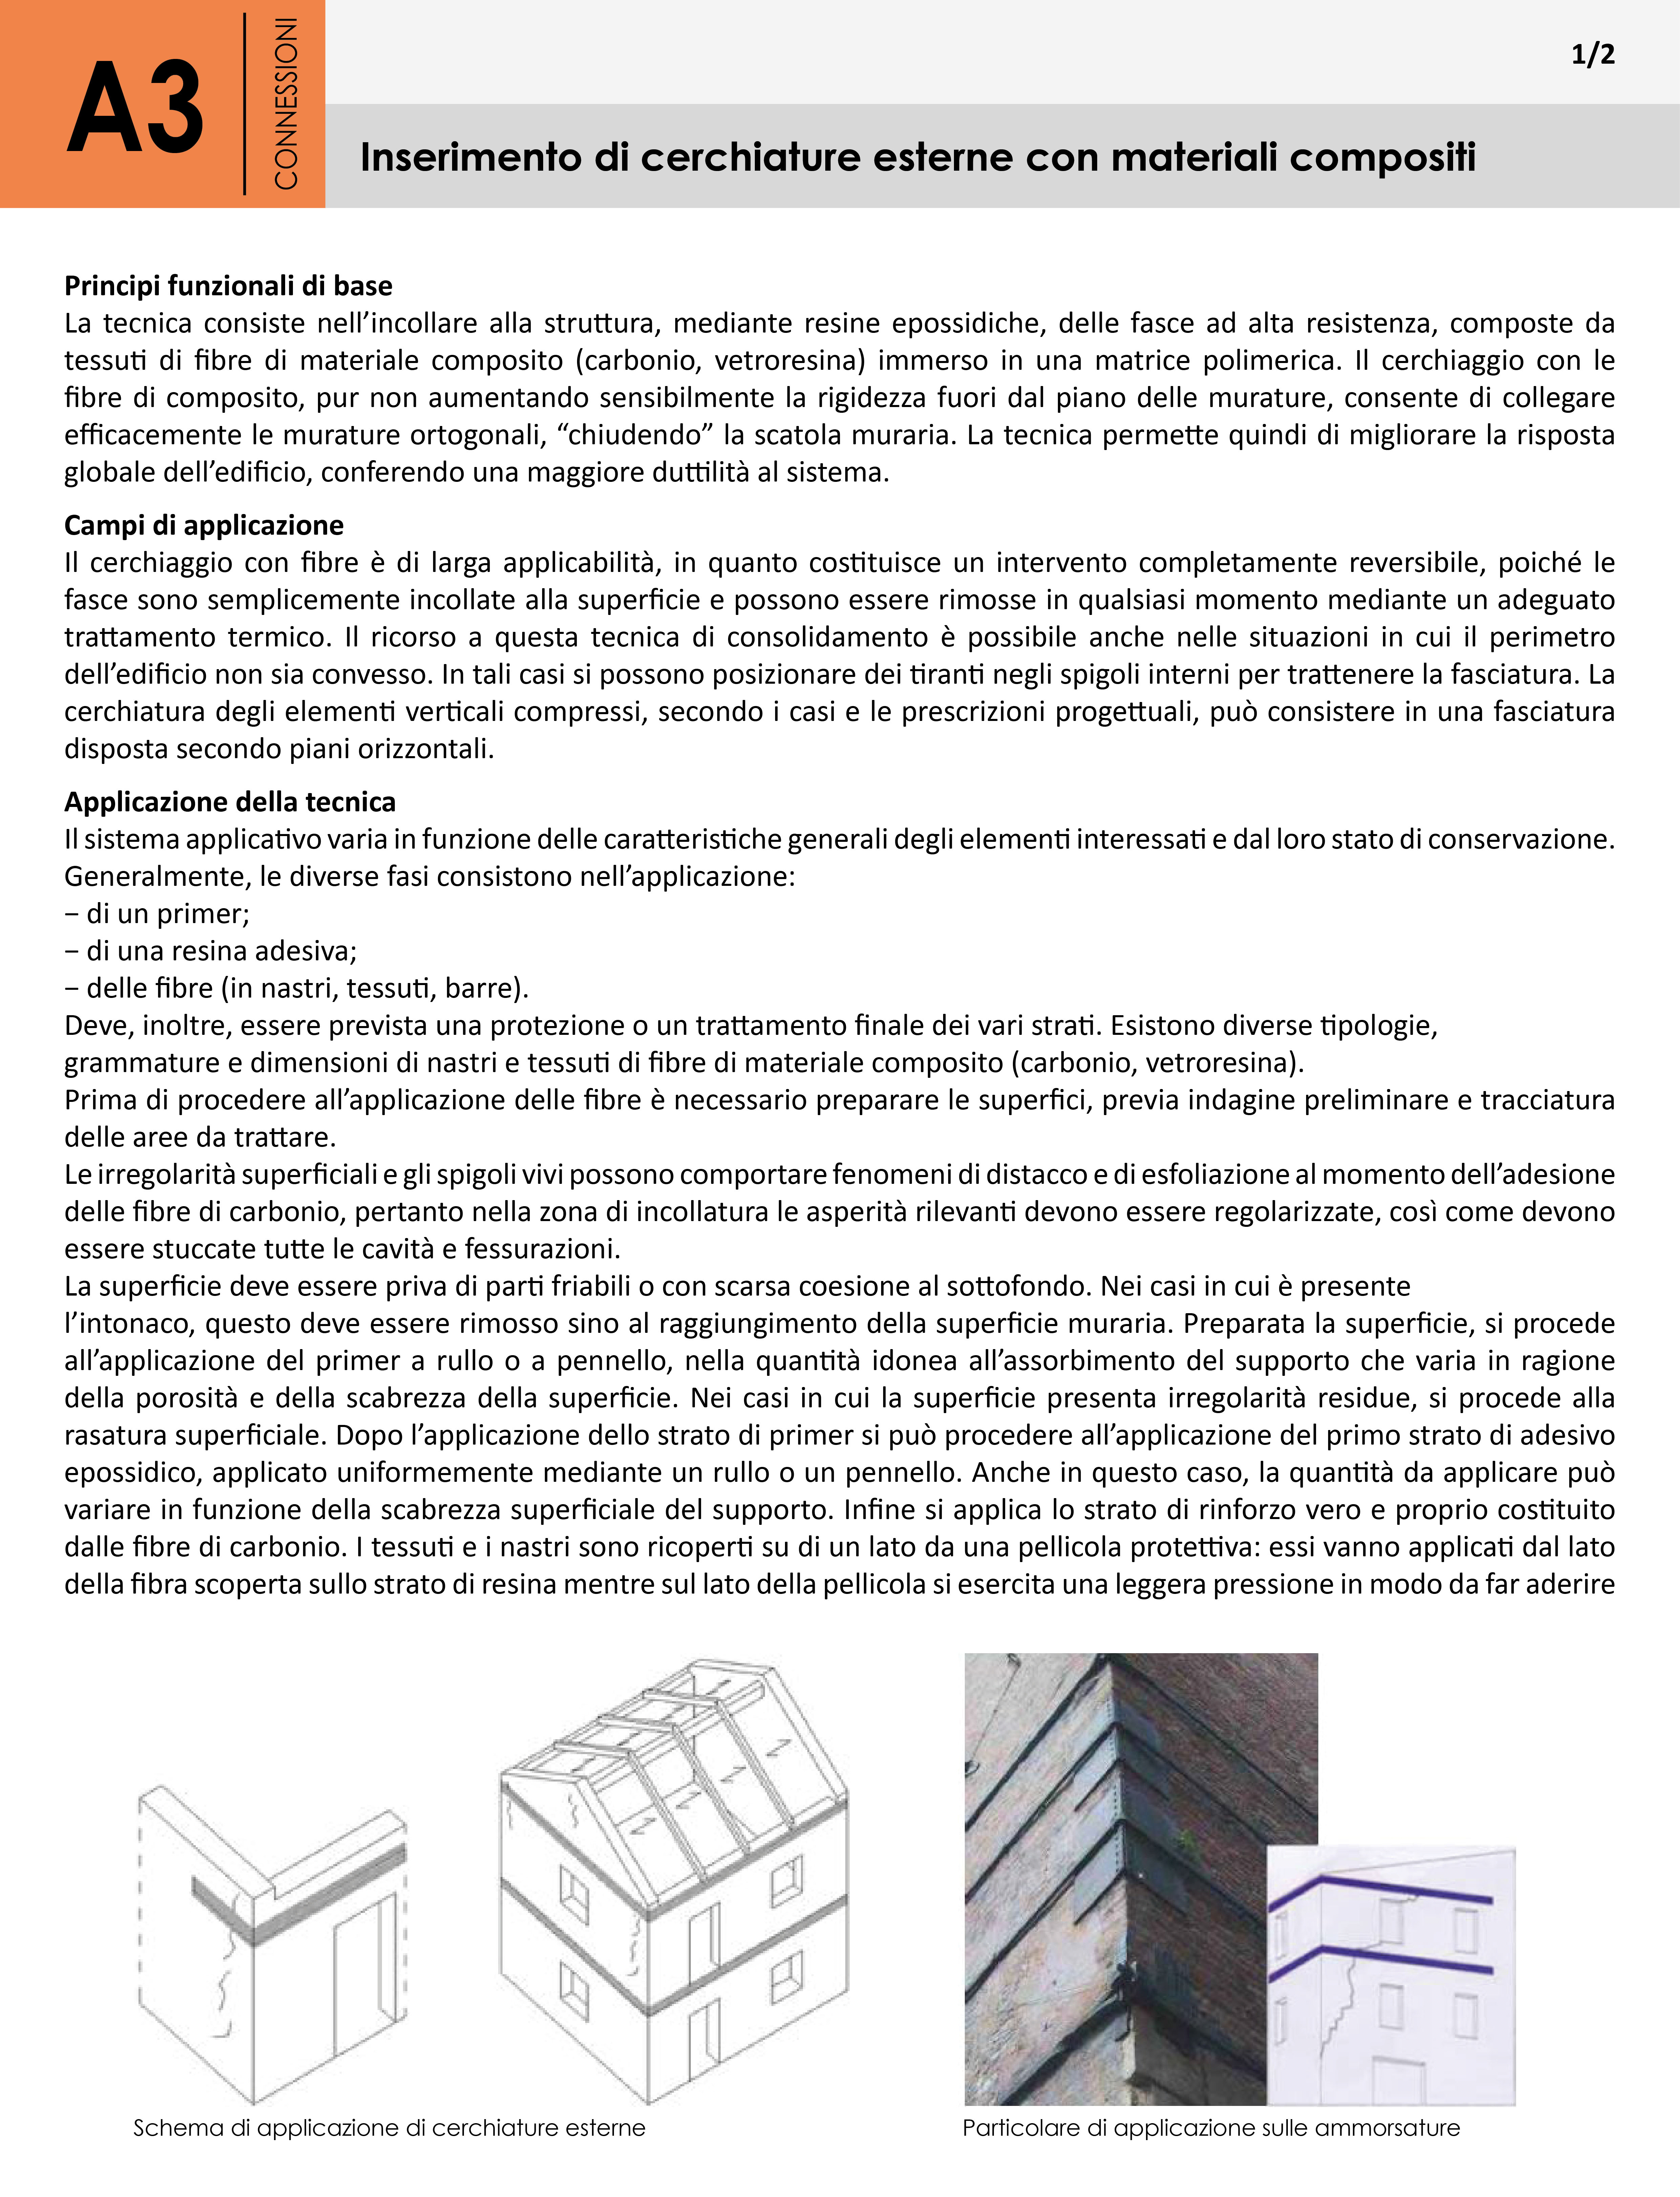 A3
CONNESSIONI
1/2
Inserimento di cerchiature esterne con materiali compositi
Principi funzionali di base
La tecnica consiste nell’incollare alla struttura, mediante resine epossidiche, delle fasce ad alta resistenza, composte da
tessuti di fibre di materiale composito (carbonio, vetroresina) immerso in una matrice polimerica. Il cerchiaggio con le
fibre di composito, pur non aumentando sensibilmente la rigidezza fuori dal piano delle murature, consente di collegare
efficacemente le murature ortogonali, “chiudendo” la scatola muraria. La tecnica permette quindi di migliorare la risposta
globale dell’edificio, conferendo una maggiore duttilità al sistema.
Campi di applicazione
Il cerchiaggio con fibre è di larga applicabilità, in quanto costituisce un intervento completamente reversibile, poiché le
fasce sono semplicemente incollate alla superficie e possono essere rimosse in qualsiasi momento mediante un adeguato
trattamento termico. Il ricorso a questa tecnica di consolidamento è possibile anche nelle situazioni in cui il perimetro
dell’edificio non sia convesso. In tali casi si possono posizionare dei tiranti negli spigoli interni per trattenere la fasciatura. La
cerchiatura degli elementi verticali compressi, secondo i casi e le prescrizioni progettuali, può consistere in una fasciatura
disposta secondo piani orizzontali.
Applicazione della tecnica
Il sistema applicativo varia in funzione delle caratteristiche generali degli elementi interessati e dal loro stato di conservazione.
Generalmente, le diverse fasi consistono nell’applicazione:
− di un primer;
− di una resina adesiva;
− delle fibre (in nastri, tessuti, barre).
Deve, inoltre, essere prevista una protezione o un trattamento finale dei vari strati. Esistono diverse tipologie,
grammature e dimensioni di nastri e tessuti di fibre di materiale composito (carbonio, vetroresina).
Prima di procedere all’applicazione delle fibre è necessario preparare le superfici, previa indagine preliminare e tracciatura
delle aree da trattare.
Le irregolarità superficiali e gli spigoli vivi possono comportare fenomeni di distacco e di esfoliazione al momento dell’adesione
delle fibre di carbonio, pertanto nella zona di incollatura le asperità rilevanti devono essere regolarizzate, così come devono
essere stuccate tutte le cavità e fessurazioni.
La superficie deve essere priva di parti friabili o con scarsa coesione al sottofondo. Nei casi in cui è presente
l’intonaco, questo deve essere rimosso sino al raggiungimento della superficie muraria. Preparata la superficie, si procede
all’applicazione del primer a rullo o a pennello, nella quantità idonea all’assorbimento del supporto che varia in ragione
della porosità e della scabrezza della superficie. Nei casi in cui la superficie presenta irregolarità residue, si procede alla
rasatura superficiale. Dopo l’applicazione dello strato di primer si può procedere all’applicazione del primo strato di adesivo
epossidico, applicato uniformemente mediante un rullo o un pennello. Anche in questo caso, la quantità da applicare può
variare in funzione della scabrezza superficiale del supporto. Infine si applica lo strato di rinforzo vero e proprio costituito
dalle fibre di carbonio. I tessuti e i nastri sono ricoperti su di un lato da una pellicola protettiva: essi vanno applicati dal lato
della fibra scoperta sullo strato di resina mentre sul lato della pellicola si esercita una leggera pressione in modo da far aderire
Schema di applicazione di cerchiature esterne
Particolare di applicazione sulle ammorsature